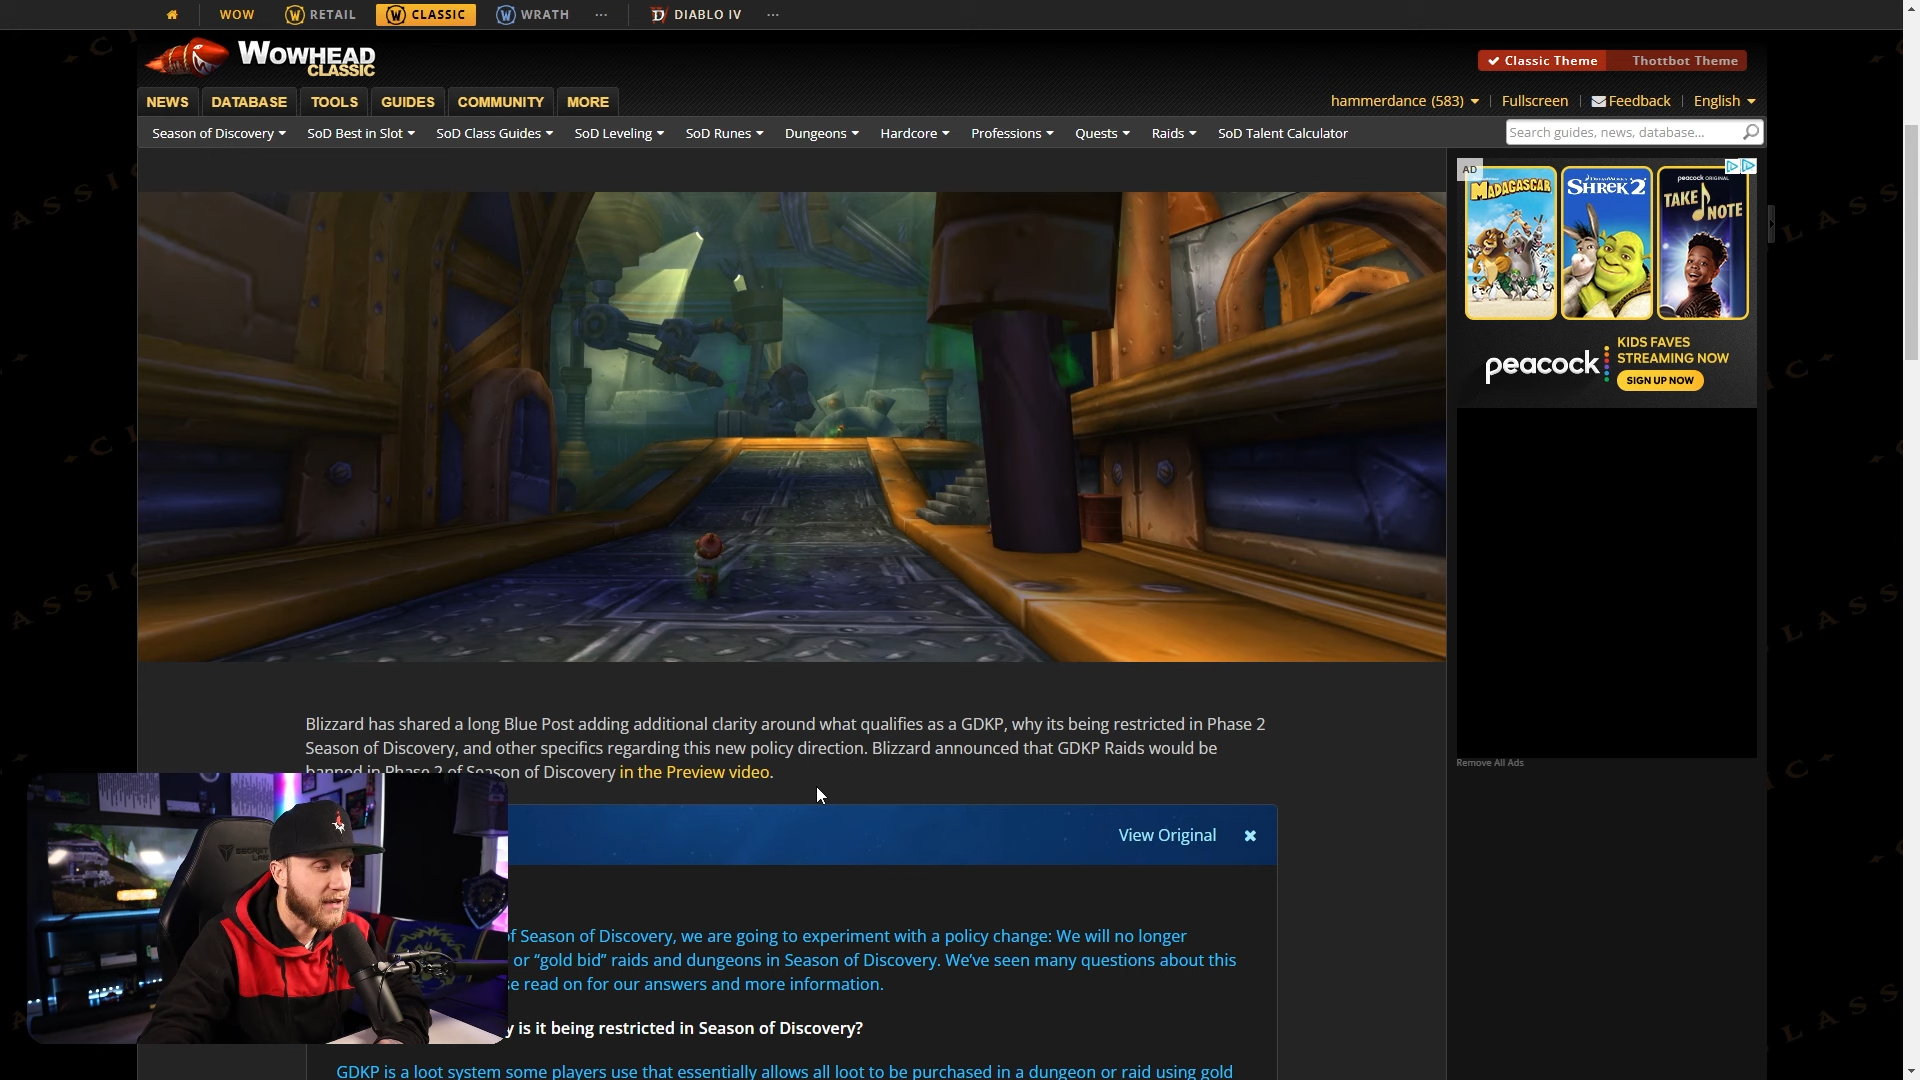 WOW
RETAIL
CLASSIC
WRATH
...
DIABLO IV
...
WOWHEAD
CLASSIC
Classic Theme
Thottbot Theme
NEWS
DATABASE
TOOLS
GUIDES
COMMUNITY
MORE
hammerdance (583)
Fullscreen
Feedback
English
Season of Discovery
SoD Best in Slot
SoD Class Guides
SoD Leveling
SoD Runes
Dungeons
Hardcore
Professions
Quests
Raids
SoD Talent Calculator
Search guides, news, database...
AD
MADAGASCAR
SHREK 2
peacock ORIGINAL
TAKE NOTE
peacock
KIDS FAVES
STREAMING NOW
SIGN UP NOW
Remove All Ads
Blizzard has shared a long Blue Post adding additional clarity around what qualifies as a GDKP, why its being restricted in Phase 2
Season of Discovery, and other specifics regarding this new policy direction. Blizzard announced that GDKP Raids would be
banned in Phase 2 of Season of Discovery in the Preview video.
View Original
of Season of Discovery, we are going to experiment with a policy change: We will no longer
or “gold bid” raids and dungeons in Season of Discovery. We’ve seen many questions about this
read on for our answers and more information.
is it being restricted in Season of Discovery?
GDKP is a loot system some players use that essentially allows all loot to be purchased in a dungeon or raid using gold